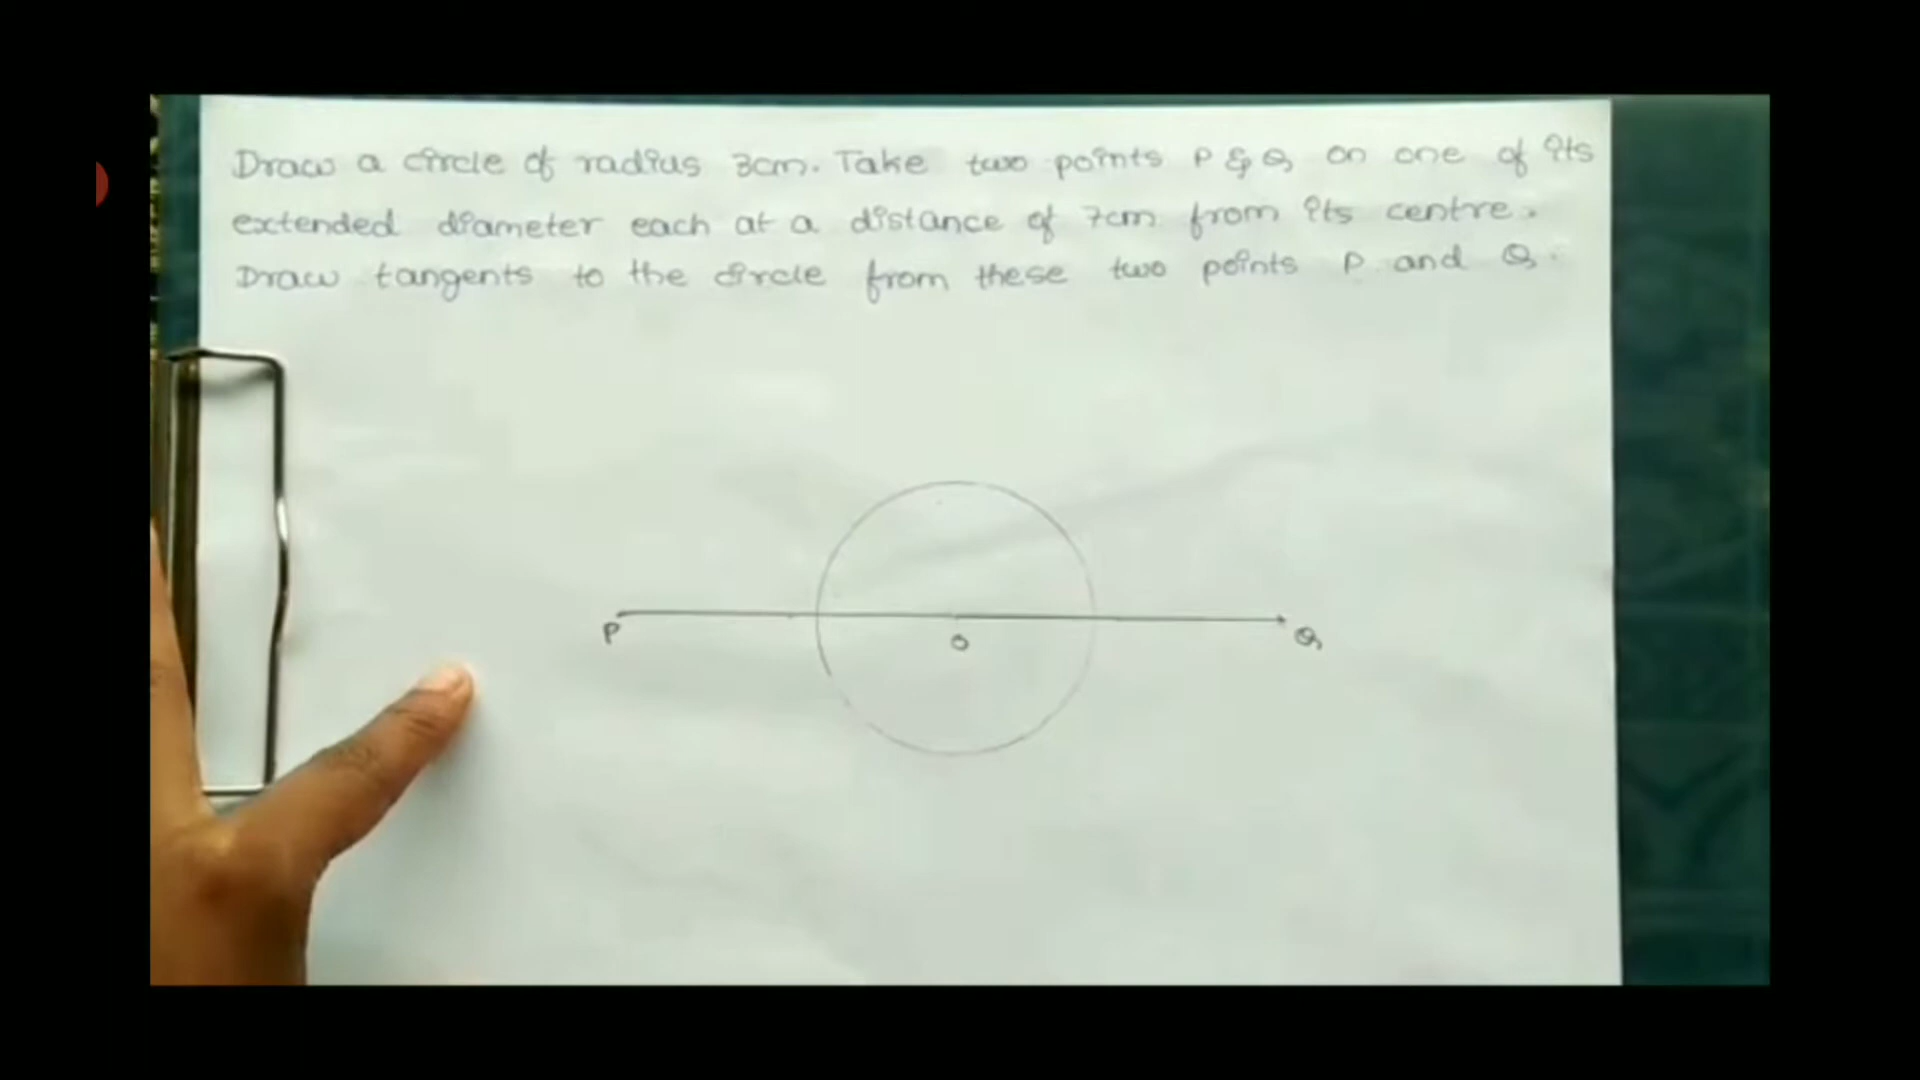 Draw a circle of radius 3cm. Take two points P & Q on one of its
extended diameter each at a distance of 7cm from its centre.
Draw tangents to the circle from these two points P and Q.
P
O
Q